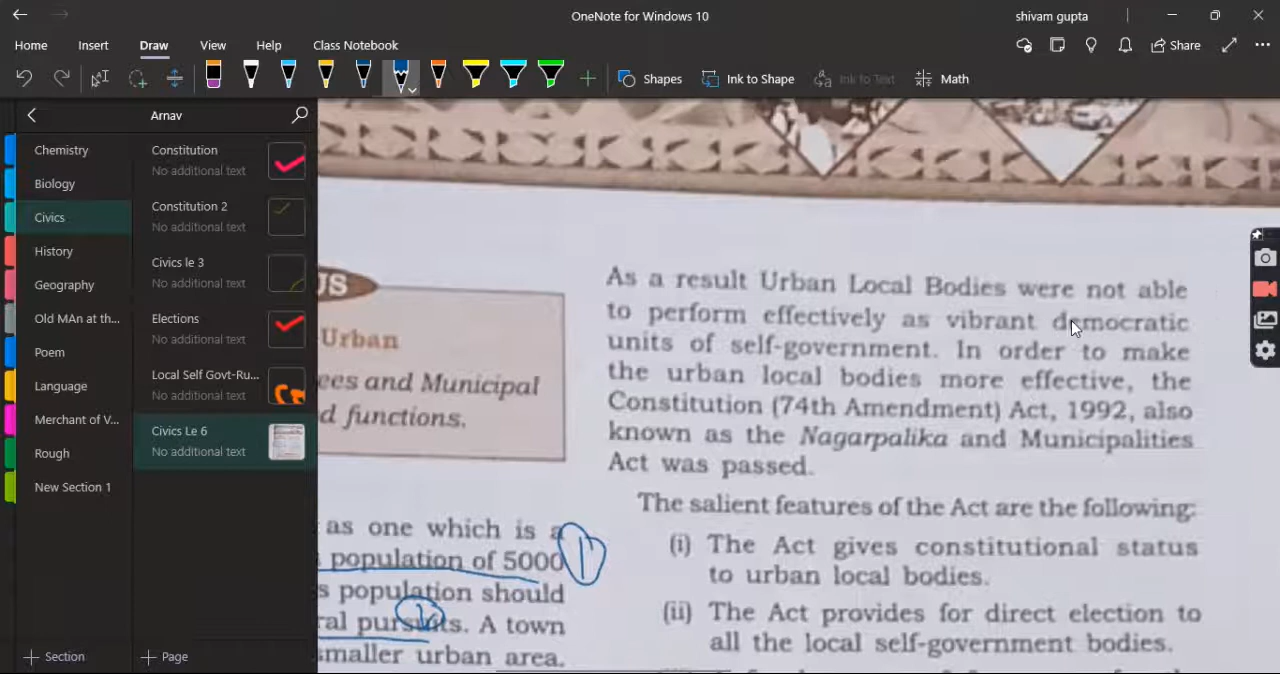 OneNote for Windows 10
shivam gupta
Home
Insert
Draw
View
Help
Class Notebook
Share
Shapes
Ink to Shape
Ink to Text
Math
Arnav
Chemistry
Biology
Civics
History
Geography
Old MAn at th...
Poem
Language
Merchant of V...
Rough
New Section 1
Section
Constitution
No additional text
Constitution 2
No additional text
Civics le 3
No additional text
Elections
No additional text
Local Self Govt-Ru...
No additional text
Civics Le 6
No additional text
Page
US
Urban
ees and Municipal
d functions.
as one which is a
population of 5000
s population should
ral pursuits. A town
smaller urban area.
As a result Urban Local Bodies were not able
to perform effectively as vibrant democratic
units of self-government. In order to make
the urban local bodies more effective, the
Constitution (74th Amendment) Act, 1992, also
known as the Nagarpalika and Municipalities
Act was passed.
The salient features of the Act are the following:
(i) The Act gives constitutional status
to urban local bodies.
(ii) The Act provides for direct election to
all the local self-government bodies.